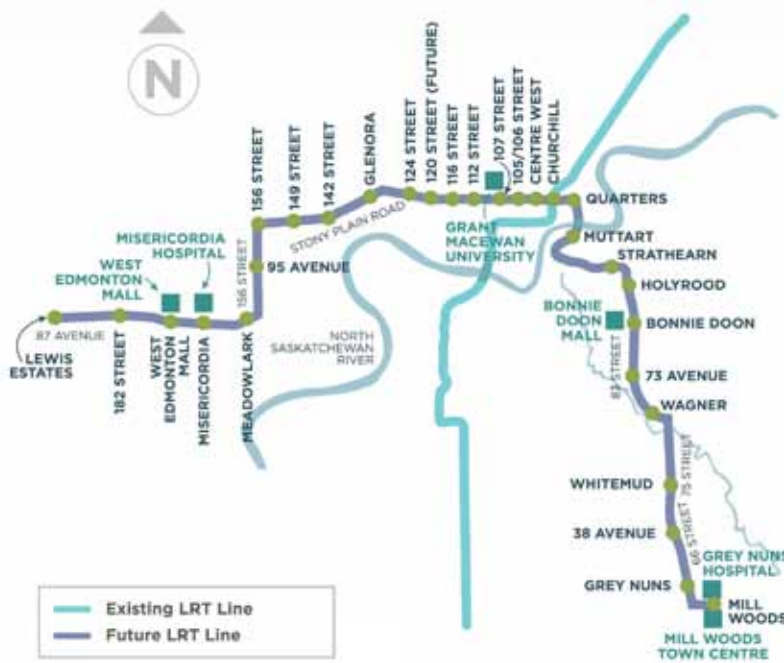 N
156 STREET
149 STREET
142 STREET
GLENORA
124 STREET
120 STREET (FUTURE)
116 STREET
112 STREET
107 STREET
105/106 STREET
CENTRE WEST
CHURCHILL
QUARTERS
MUTTART
STRATHEARN
HOLYROOD
BONNIE DOON
73 AVENUE
WAGNER
WHITEMUD
38 AVENUE
GREY NUNS
MILL
WOODS
GREY NUNS
HOSPITAL
MILL WOODS
TOWN CENTRE
BONNIE
DOON
MALL
83 STREET
75 STREET
66 STREET
GRANT
MACEWAN
UNIVERSITY
STONY PLAIN ROAD
MISERICORDIA
HOSPITAL
WEST
EDMONTON
MALL
156 STREET
95 AVENUE
87 AVENUE
LEWIS
ESTATES
182 STREET
WEST
EDMONTON
MALL
MISERICORDIA
MEADOWLARK
NORTH
SASKATCHEWAN
RIVER
Existing LRT Line
Future LRT Line